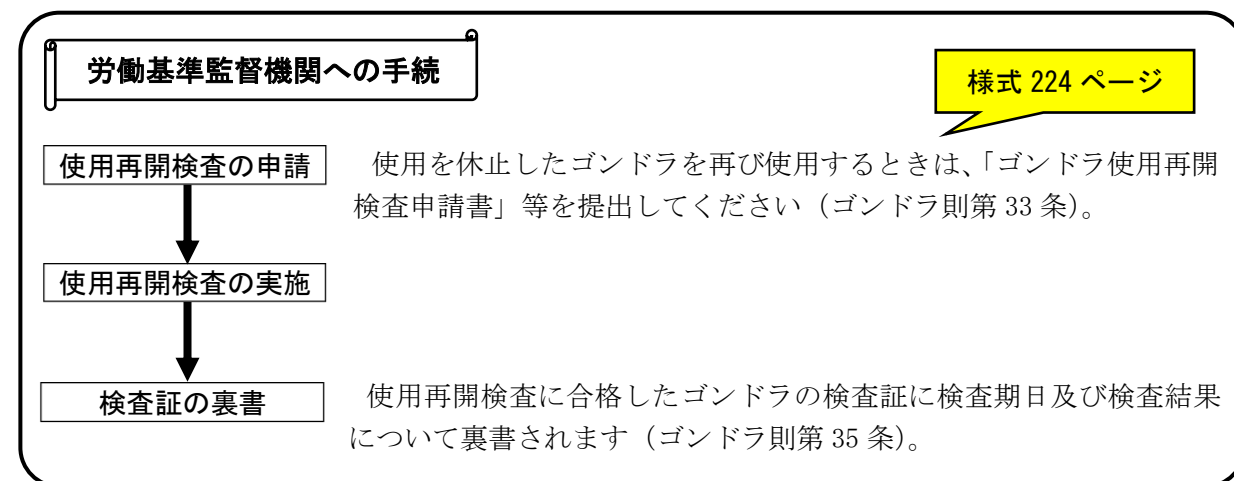 労働基準監督機関への手続
様式 224 ページ
使用再開検査の申請
使用を休止したゴンドラを再び使用するときは、「ゴンドラ使用再開
検査申請書」等を提出してください（ゴンドラ則第 33 条）。
使用再開検査の実施
検査証の裏書
使用再開検査に合格したゴンドラの検査証に検査期日及び検査結果
について裏書されます（ゴンドラ則第 35 条）。